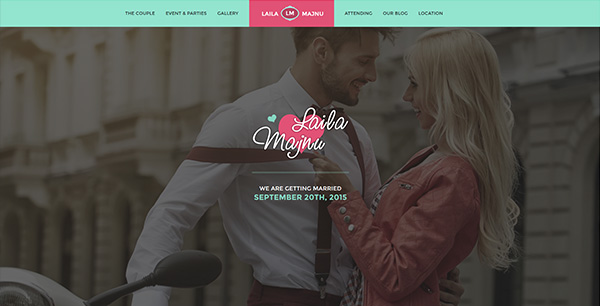 THE COUPLE EVENT & PARTIES GALLERY LAILA LM MAJNU ATTENDING OUR BLOG LOCATION
Laila
Majnu
WE ARE GETTING MARRIED
SEPTEMBER 20TH, 2015